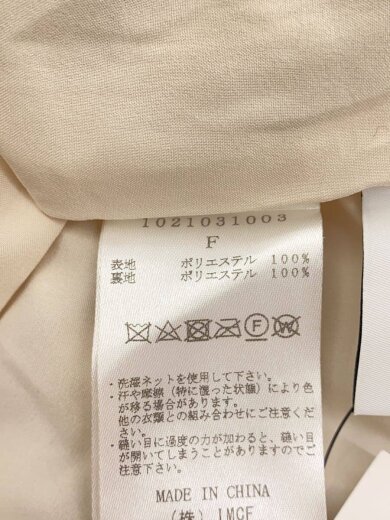 1021031003
F
表地 ポリエステル 100%
裏地 ポリエステル 100%
F W
・洗濯ネットを使用して下さい。
・汗や摩擦（特に湿った状態）により色
が移る場合があります。
他の衣類との組み合わせにご注意くださ
い。
・縫い目に過度の力が加わると、縫い目
が開いてしまうことがありますのでご
注意下さい。
MADE IN CHINA
（株）IMCF